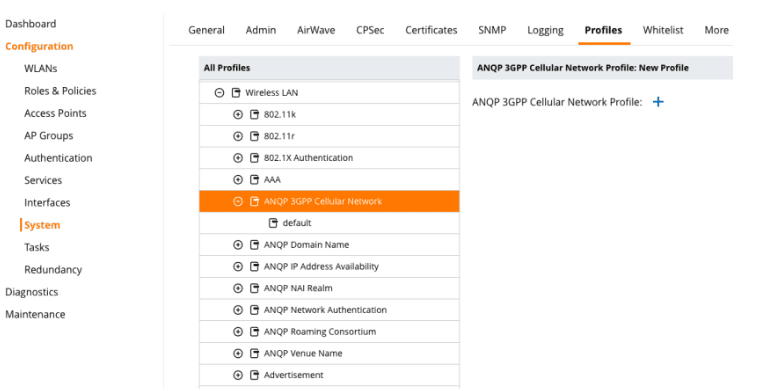 Dashboard
Configuration
WLANs
Roles & Policies
Access Points
AP Groups
Authentication
Services
Interfaces
System
Tasks
Redundancy
Diagnostics
Maintenance
General Admin AirWave CPSec Certificates SNMP Logging Profiles Whitelist More
All Profiles
Wireless LAN
802.11k
802.11r
802.1X Authentication
AAA
ANQP 3GPP Cellular Network
default
ANQP Domain Name
ANQP IP Address Availability
ANQP NAI Realm
ANQP Network Authentication
ANQP Roaming Consortium
ANQP Venue Name
Advertisement
ANQP 3GPP Cellular Network Profile: New Profile
ANQP 3GPP Cellular Network Profile: +